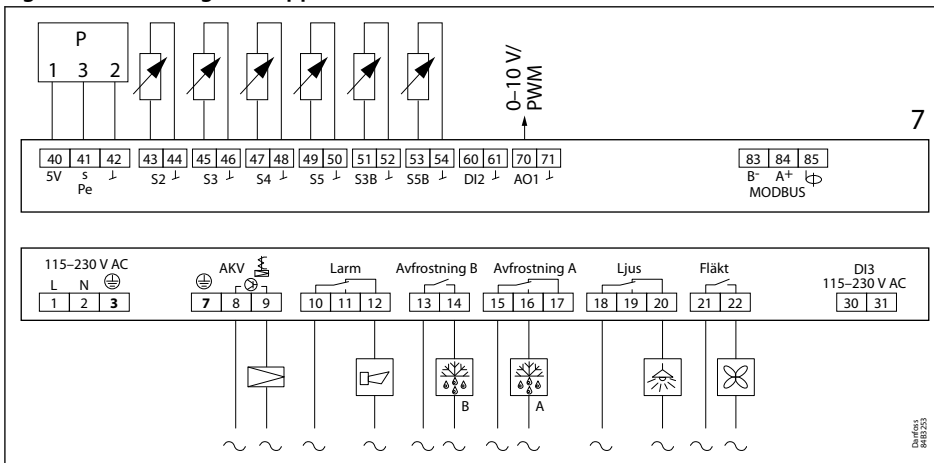 P
1 3 2
0–10 V/
PWM
7
40 41 42 43 44 45 46 47 48 49 50 51 52 53 54 60 61 70 71 83 84 85
5V s S2 S3 S4 S5 S3B S5B DI2 AO1 B- A+
Pe MODBUS
115–230 V AC AKV Larm Avfrostning B Avfrostning A Ljus Fläkt DI3
L N 115–230 V AC
1 2 3 7 8 9 10 11 12 13 14 15 16 17 18 19 20 21 22 30 31
B A
Danfoss
84B3253